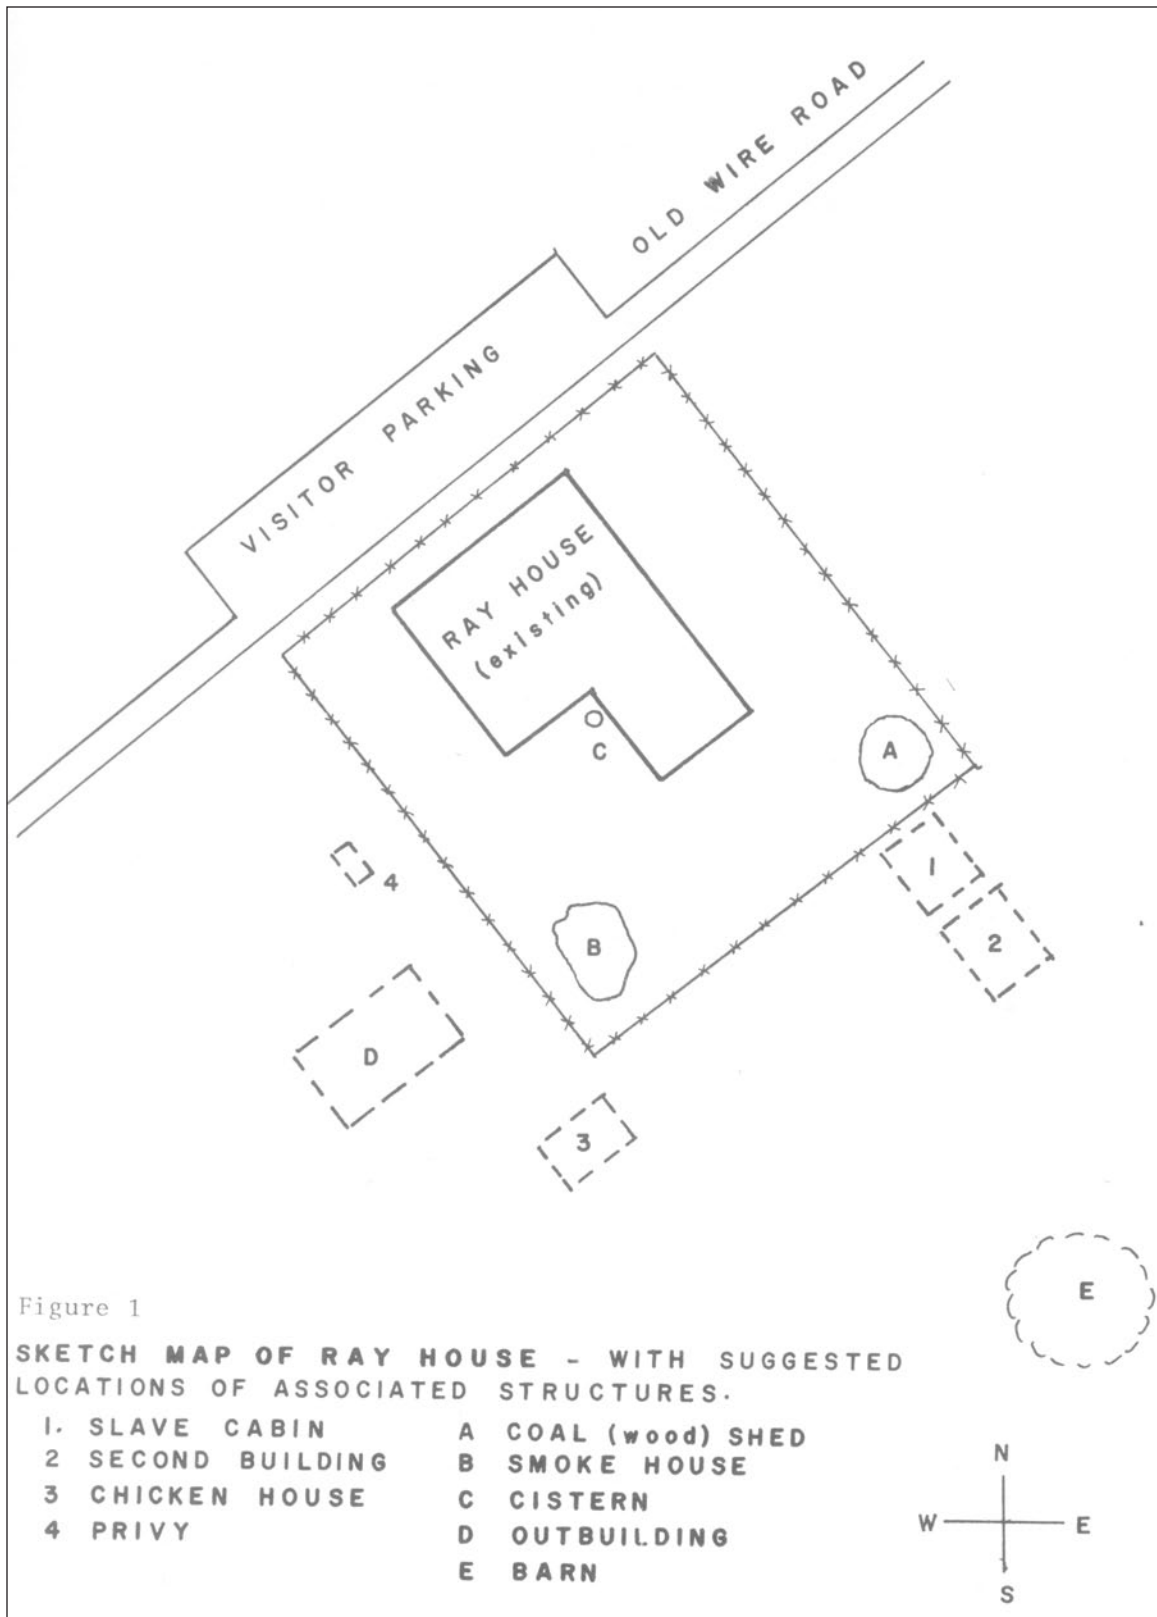 OLD WIRE ROAD
VISITOR PARKING
RAY HOUSE
(existing)
C
A
1
2
4
B
D
3
E
Figure 1
SKETCH MAP OF RAY HOUSE - WITH SUGGESTED
LOCATIONS OF ASSOCIATED STRUCTURES.
1. SLAVE CABIN
2 SECOND BUILDING
3 CHICKEN HOUSE
4 PRIVY
A COAL (wood) SHED
B SMOKE HOUSE
C CISTERN
D OUTBUILDING
E BARN
N
W E
S